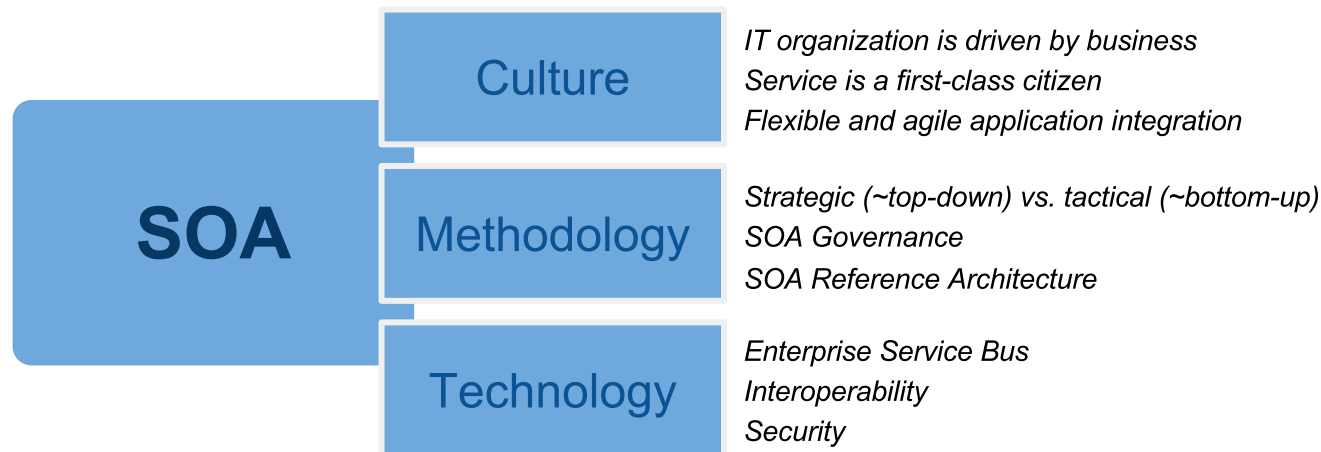 SOA
Culture
IT organization is driven by business
Service is a first-class citizen
Flexible and agile application integration
Methodology
Strategic (~top-down) vs. tactical (~bottom-up)
SOA Governance
SOA Reference Architecture
Technology
Enterprise Service Bus
Interoperability
Security